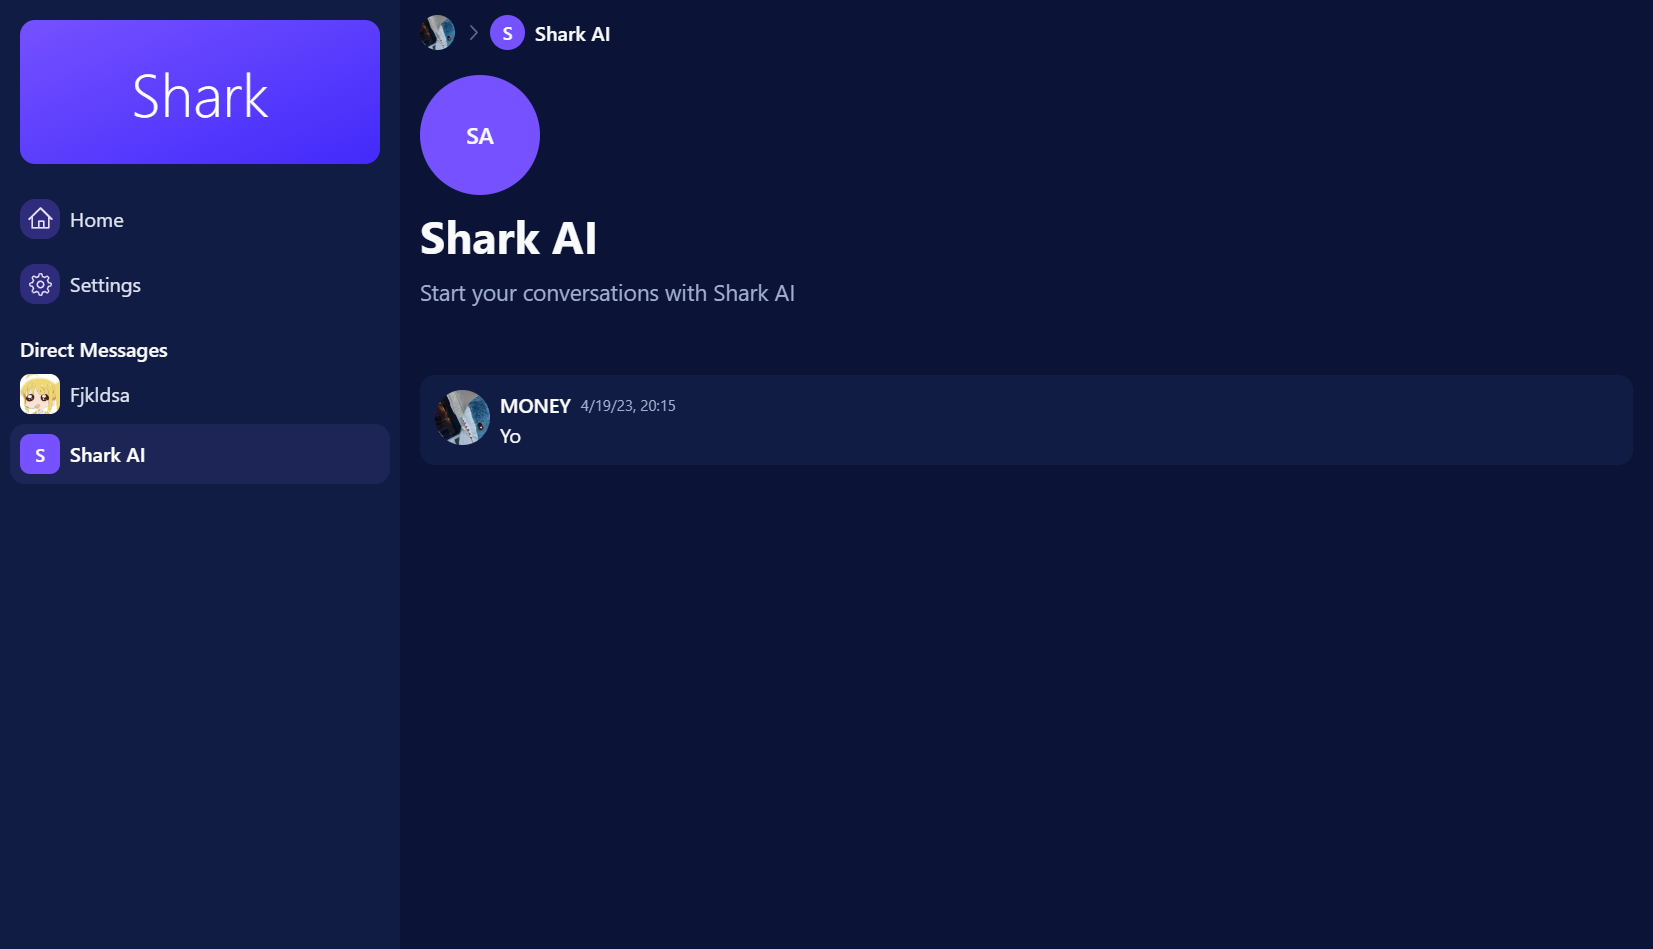 Shark
Home
Settings
Direct Messages
Fjkldsa
S Shark AI
S Shark AI
SA
Shark AI
Start your conversations with Shark AI
MONEY 4/19/23, 20:15
Yo